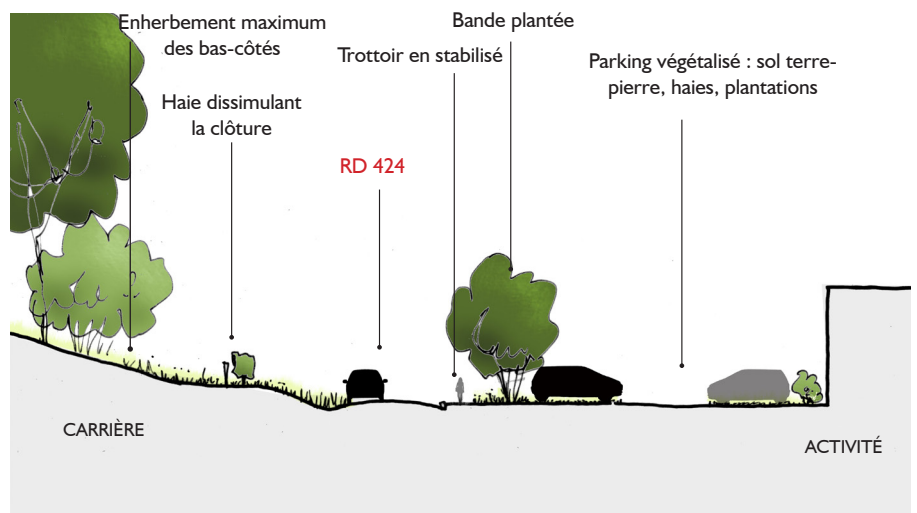 Enherbement maximum
des bas-côtés
Haie dissimulant
la clôture
RD 424
Trottoir en stabilisé
Bande plantée
Parking végétalisé : sol terre-
pierre, haies, plantations
CARRIÈRE
ACTIVITÉ